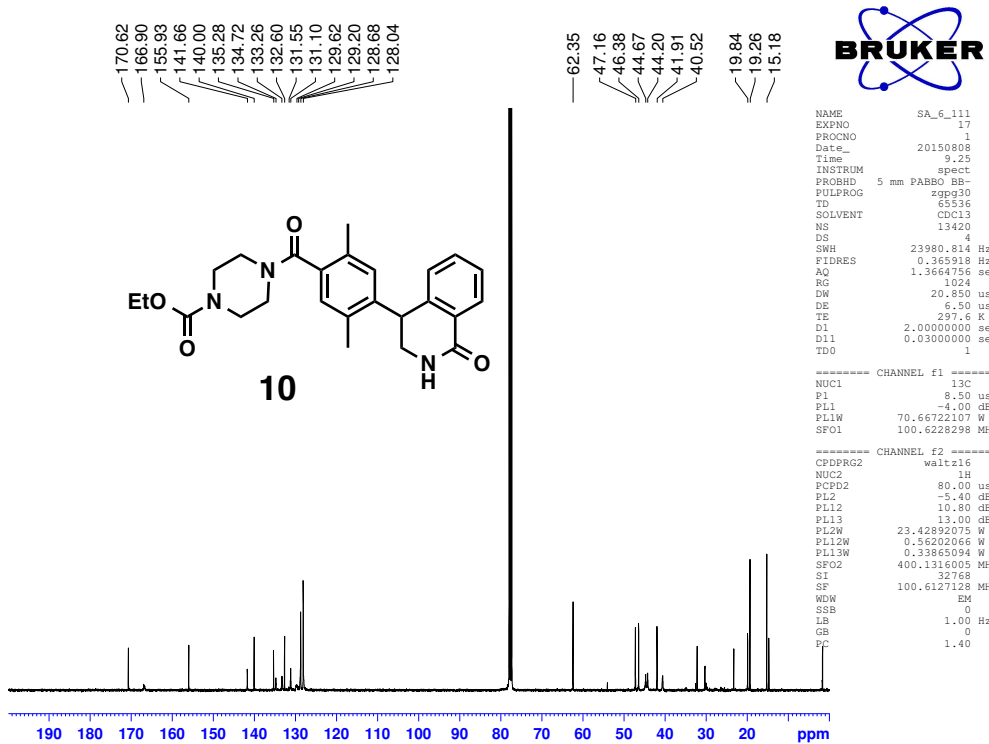 170.62
166.90
155.93
141.66
140.00
135.28
134.72
133.26
132.60
131.55
131.10
129.62
129.20
128.68
128.04
62.35
47.16
46.38
44.67
44.20
41.91
40.52
19.84
19.26
15.18
BRUKER
NAME SA_6_111
EXPNO 17
PROCNO 1
Date_ 20150808
Time 9.25
INSTRUM spect
PROBHD 5 mm PABBO BB-
PULPROG zgpg30
TD 65536
SOLVENT CDCl3
NS 13420
DS 4
SWH 23980.814 Hz
FIDRES 0.365918 Hz
AQ 1.3664756 se
RG 1024
DW 20.850 us
DE 6.50 us
TE 297.6 K
D1 2.00000000 se
D11 0.03000000 se
TD0 1
======== CHANNEL f1 ======
NUC1 13C
P1 8.50 us
PL1 -4.00 dB
PL1W 70.66722107 W
SFO1 100.6228298 MH
======== CHANNEL f2 ======
CPDPRG2 waltz16
NUC2 1H
PCPD2 80.00 us
PL2 -5.40 dB
PL12 10.80 dB
PL13 13.00 dB
PL2W 23.42892075 W
PL12W 0.56202066 W
PL13W 0.33865094 W
SFO2 400.1316005 MH
SI 32768
SF 100.6127128 MH
WDW EM
SSB 0
LB 1.00 Hz
GB 0
PC 1.40
O
N
EtO
N
O
N
H
O
10
190 180 170 160 150 140 130 120 110 100 90 80 70 60 50 40 30 20 ppm